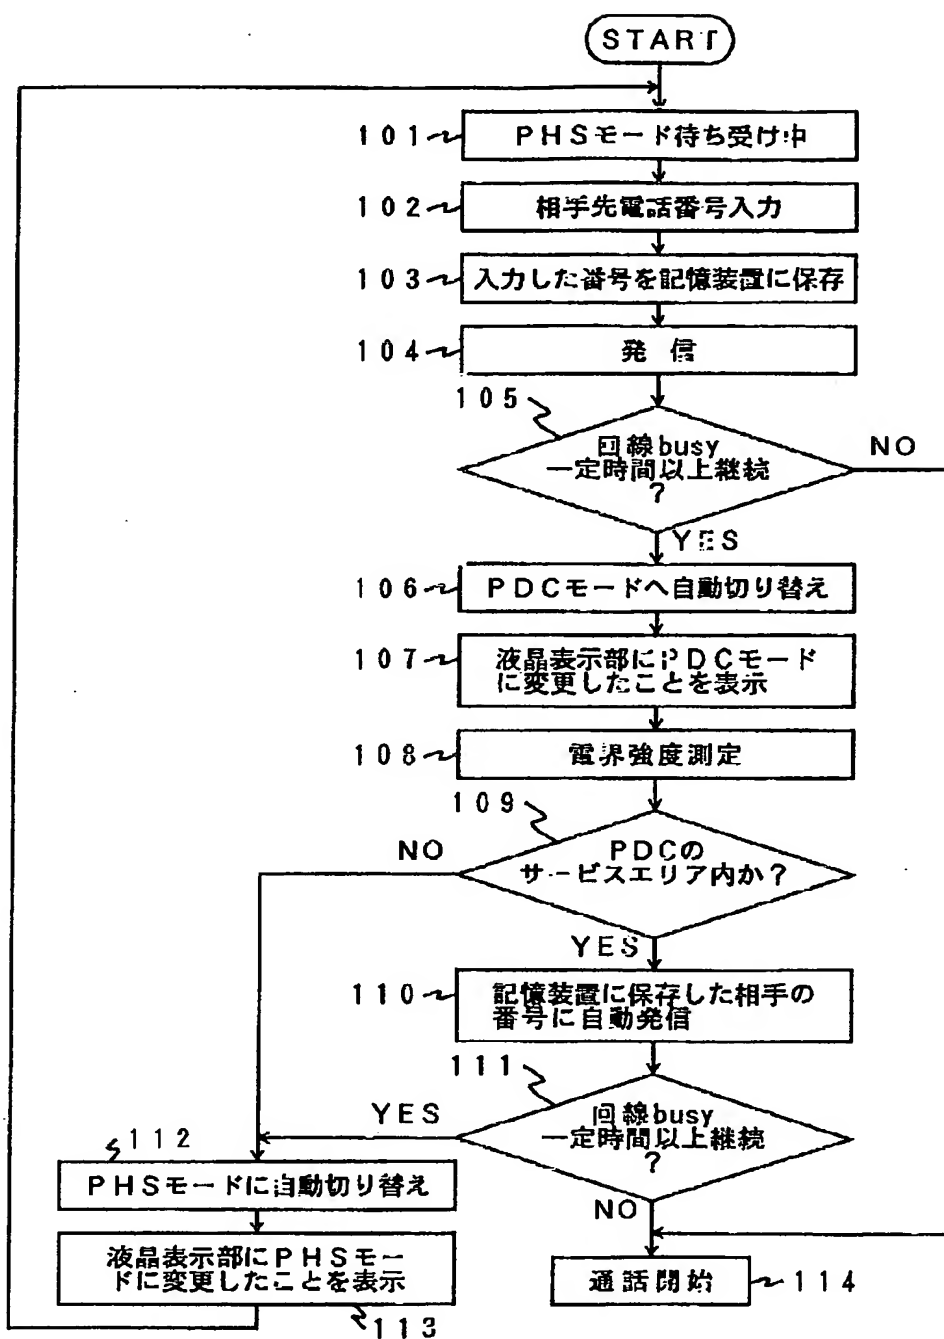 START
101
PHSモード待ち受け中
102
相手先電話番号入力
103
入力した番号を記憶装置に保存
104
発信
105
回線busy
一定時間以上継続
?
NO
YES
106
PDCモードへ自動切り替え
107
液晶表示部にPDCモード
に変更したことを表示
108
電界強度測定
109
NO
PDCの
サービスエリア内か?
YES
110
記憶装置に保存した相手の
番号に自動発信
111
YES
回線busy
一定時間以上継続
?
NO
112
PHSモードに自動切り替え
液晶表示部にPHSモー
ドに変更したことを表示
113
通話開始
114